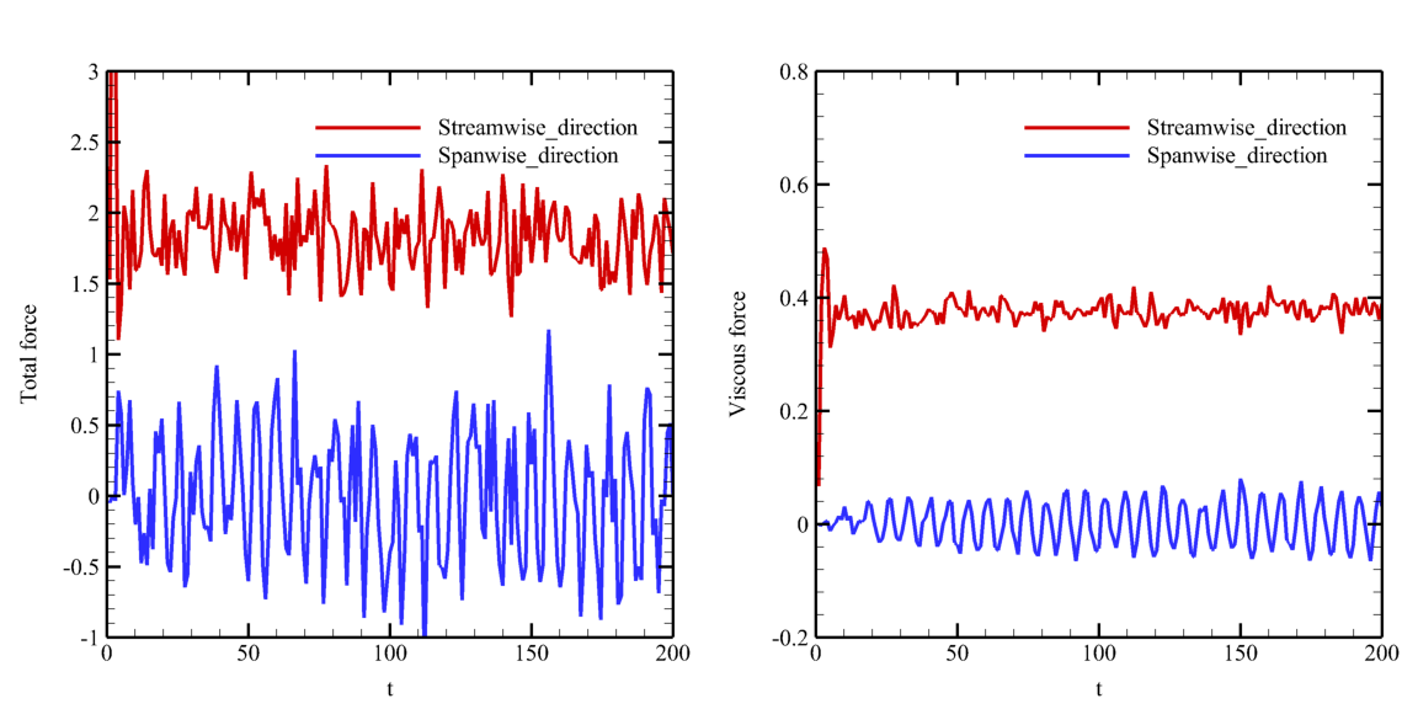 3
2.5
2
1.5
1
0.5
0
-0.5
-1
Total force
Streamwise_direction
Spanwise_direction
0 50 100 150 200
t
0.8
0.6
0.4
0.2
0
-0.2
Viscous force
Streamwise_direction
Spanwise_direction
0 50 100 150 200
t